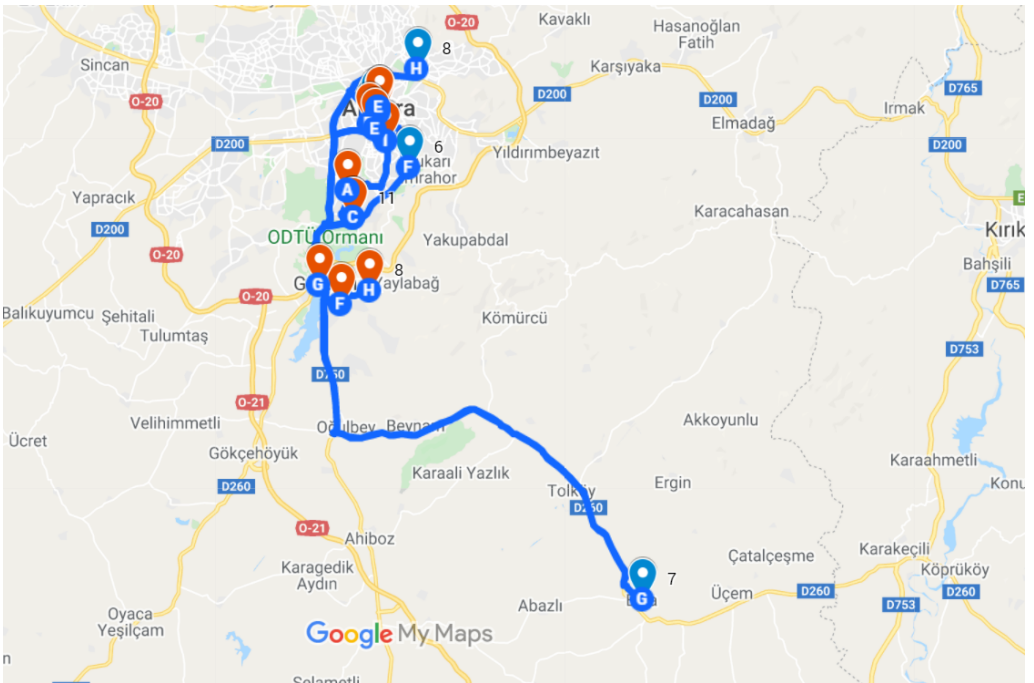 Kavaklı
O-20
Hasanoğlan
Fatih
8
H
Sincan
Karşıyaka
D765
O-20
D200
D200
Irmak
E
Elmadağ
D200
E
I
6
Yıldırımbeyazıt
F
A
11
Yapracık
C
Karacahasan
E
D200
ODTÜ Ormanı
Yakupabdal
Kırık
O-20
8
Bahşili
G
Yaylabağ
H
D765
O-20
F
Balıkuyumcu
Şehitali
Kömürcü
Tulumtaş
D753
D750
O-21
Velihimmetli
Oğulbey
Beynam
Akkoyunlu
Ücret
Gökçehöyük
Karaali Yazlık
Karaahmetli
D260
Tolköy
Ergin
Konu
D260
O-21
Ahiboz
Çatalçeşme
Karakeçili
Karagedik
Aydın
7
Köprüköy
G
Üçem
D260
D260
Abazlı
D753
Oyaca
Yeşilçam
Google My Maps
n
Selametli